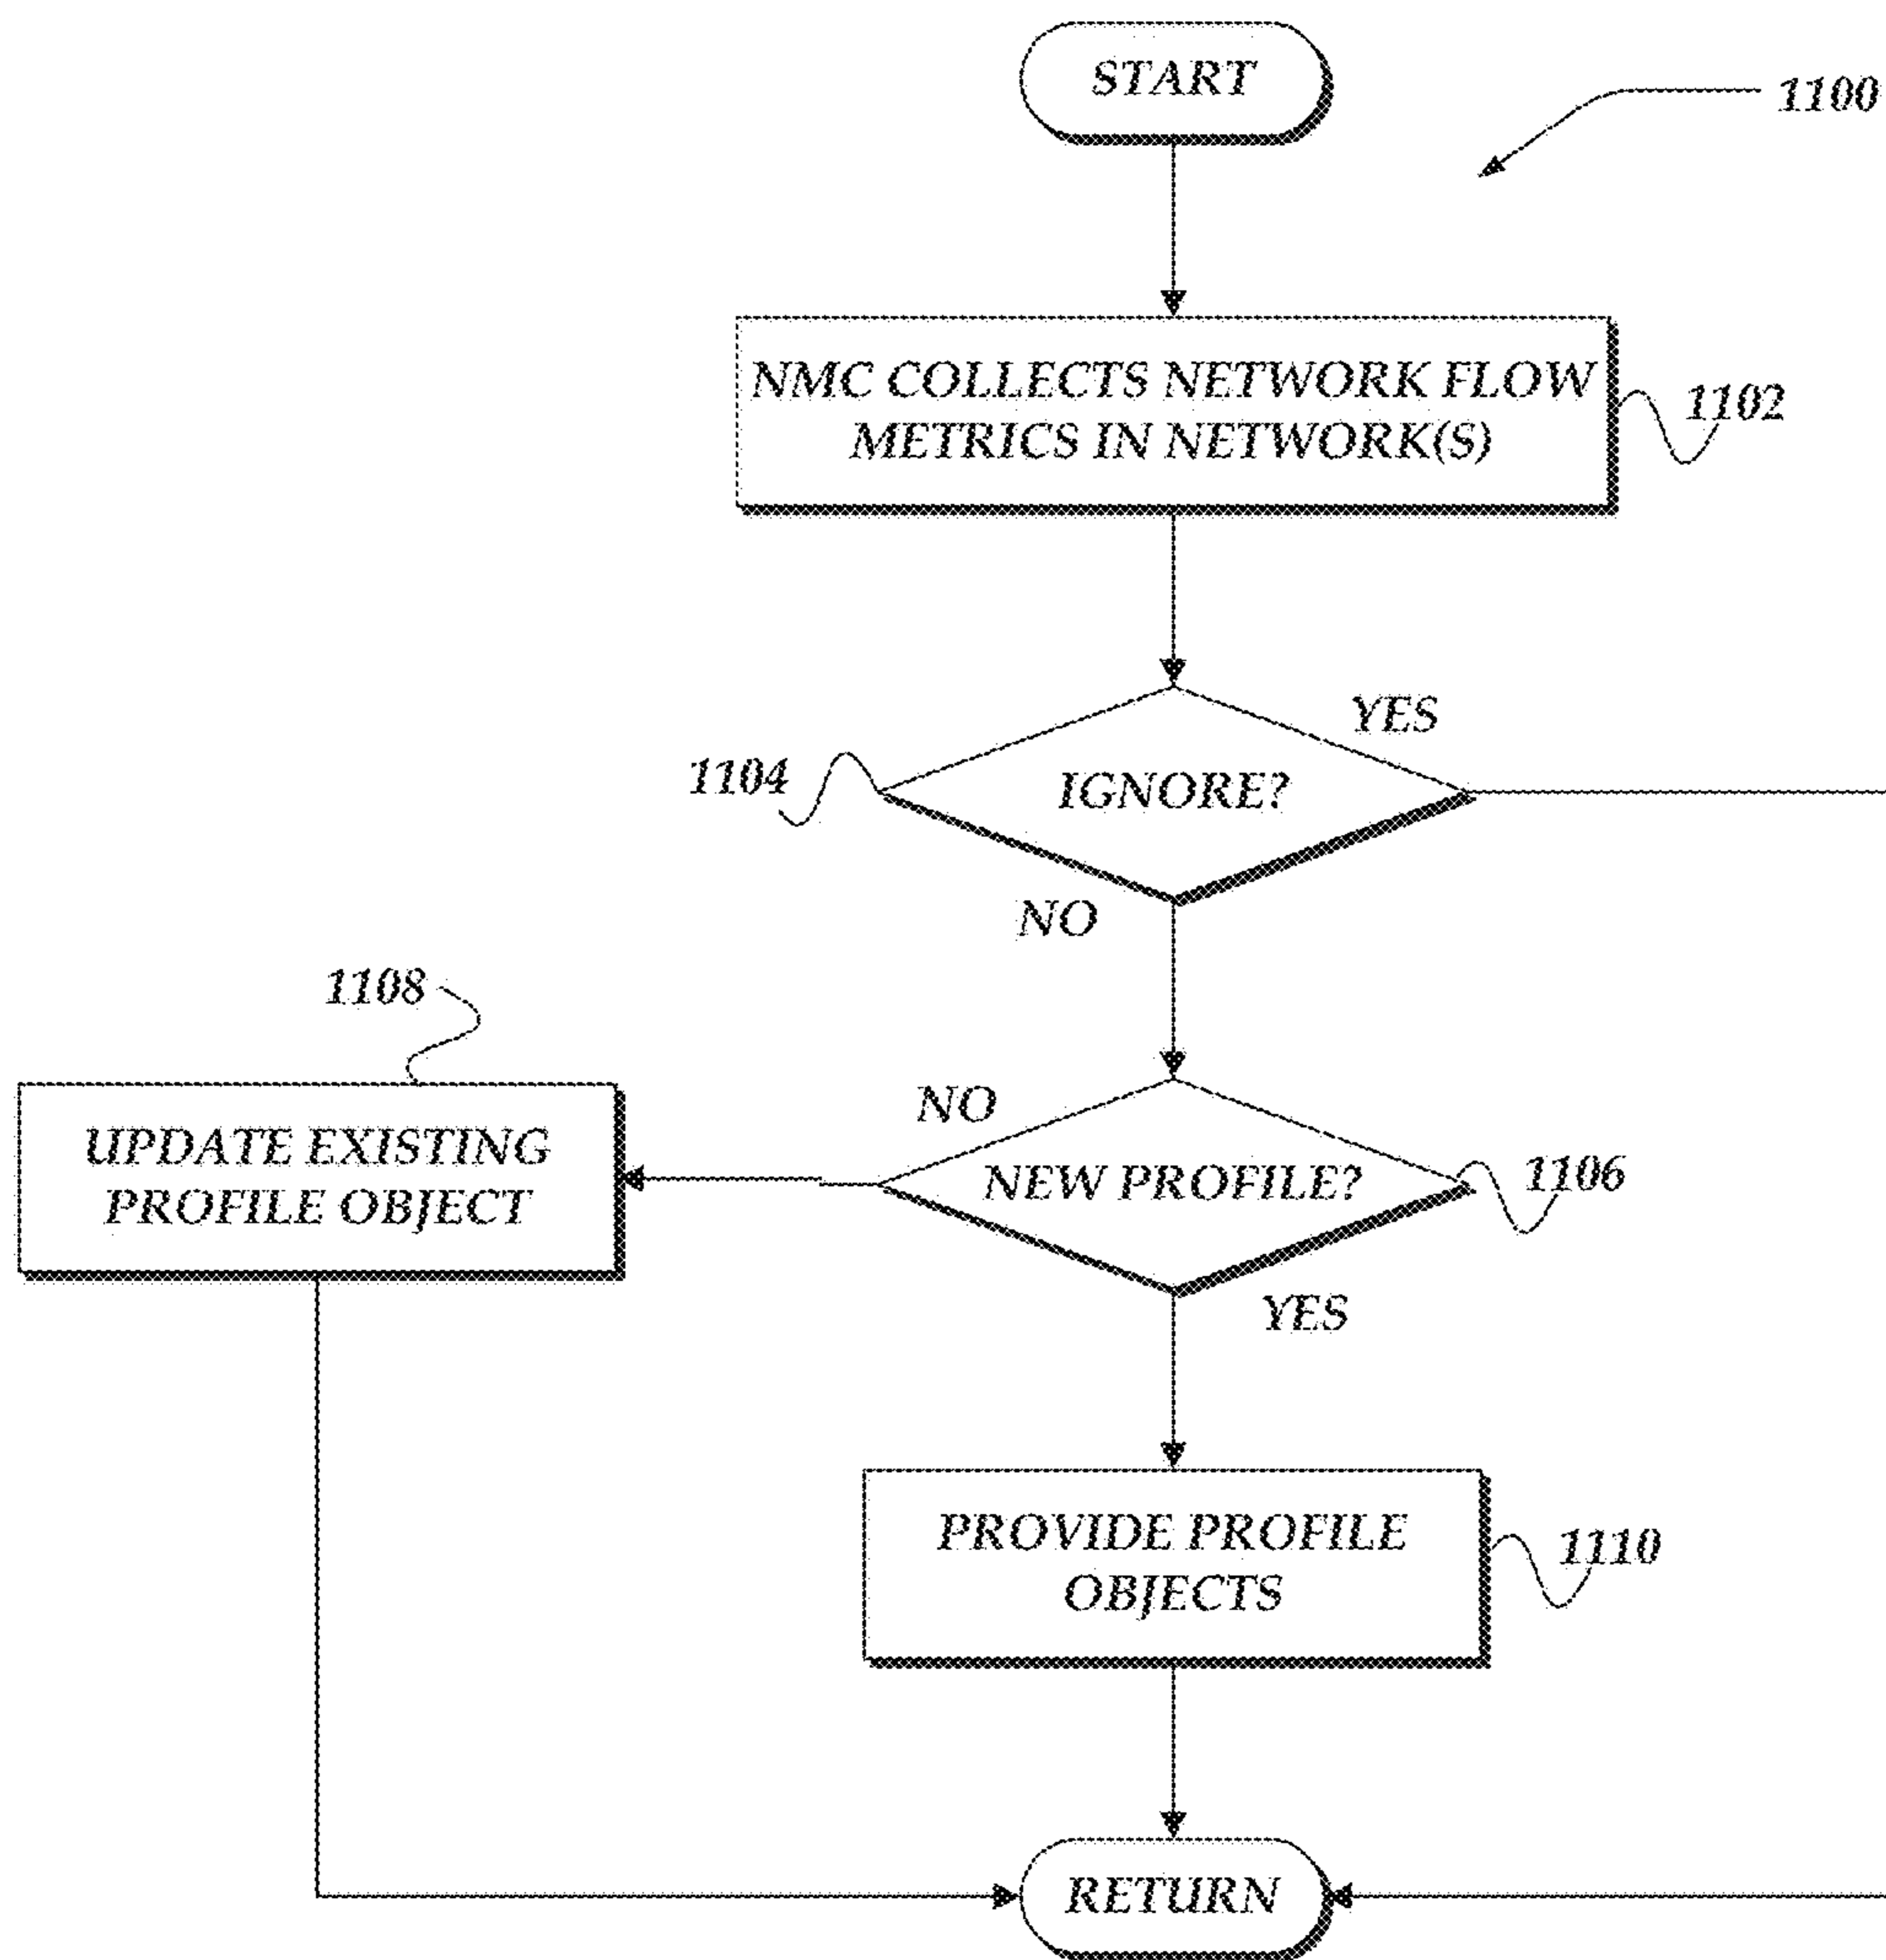 START
1100
NMC COLLECTS NETWORK FLOW
METRICS IN NETWORK(S)
1102
YES
1104
IGNORE?
NO
1108
NO
UPDATE EXISTING
PROFILE OBJECT
NEW PROFILE?
1106
YES
PROVIDE PROFILE
OBJECTS
1110
RETURN